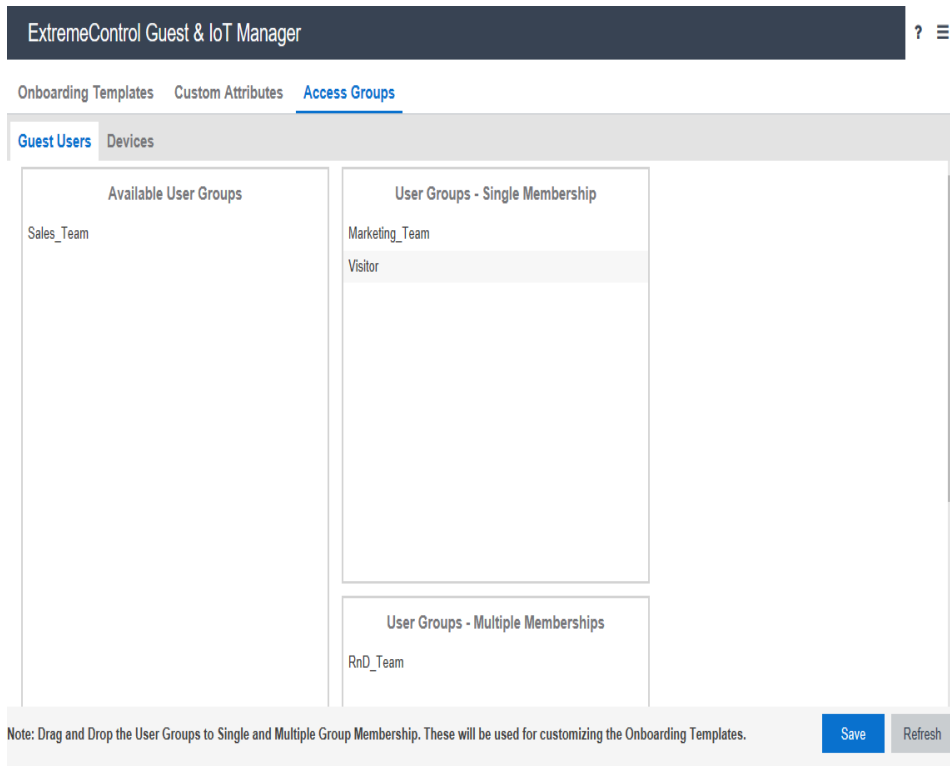 ExtremeControl Guest & IoT Manager
?
Onboarding Templates Custom Attributes Access Groups
Guest Users Devices
Available User Groups
Sales_Team
User Groups - Single Membership
Marketing_Team
Visitor
User Groups - Multiple Memberships
RnD_Team
Note: Drag and Drop the User Groups to Single and Multiple Group Membership. These will be used for customizing the Onboarding Templates.
Save Refresh